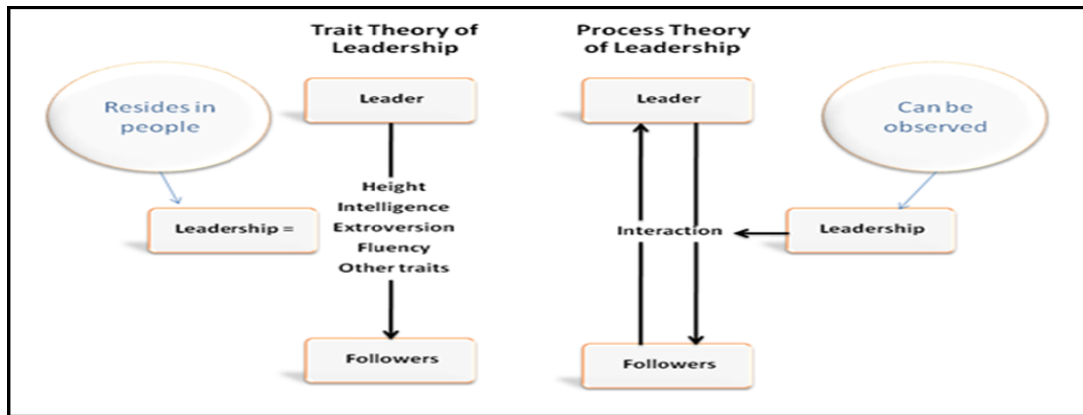 Trait Theory of
Leadership
Resides in
people
Leader
Height
Intelligence
Extroversion
Fluency
Other traits
Leadership =
Followers
Process Theory
of Leadership
Leader
Can be
observed
Interaction
Leadership
Followers